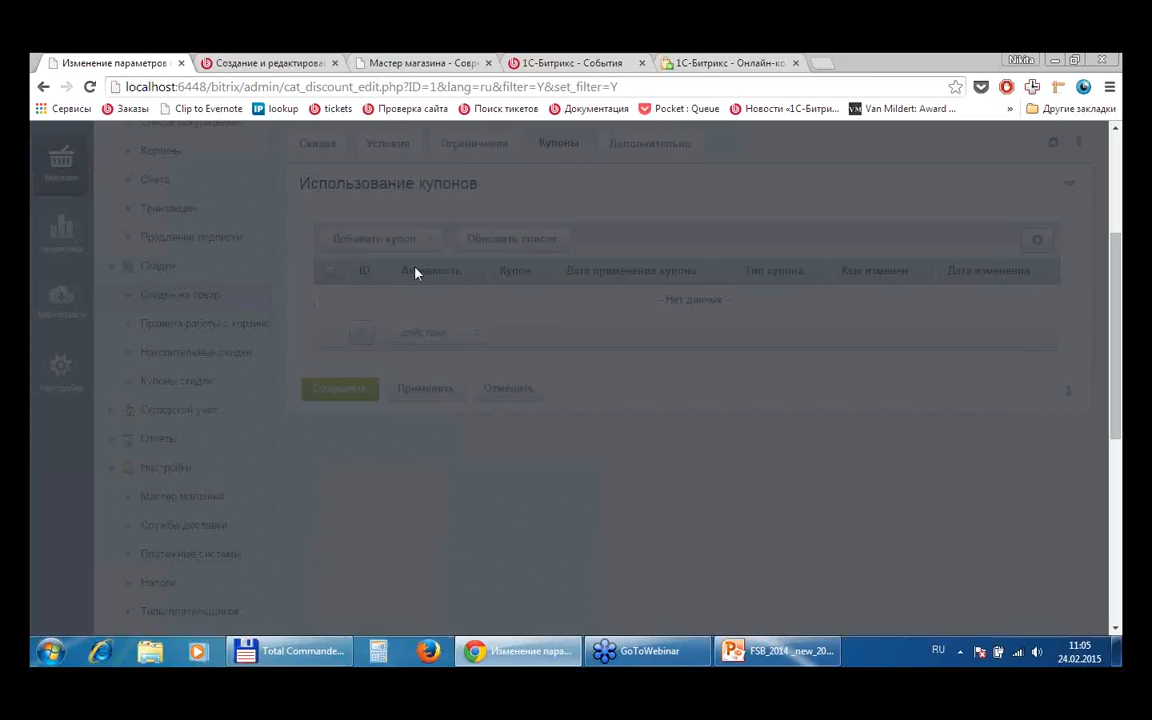 Изменение параметров
Создание и редактирован
Мастер магазина - Совр
1С-Битрикс - События
1С-Битрикс - Онлайн-ко
Nikita
localhost:6448/bitrix/admin/cat_discount_edit.php?ID=1&lang=ru&filter=Y&set_filter=Y
Сервисы
Заказы
Clip to Evernote
lookup
tickets
Проверка сайта
Поиск тикетов
Документация
Pocket : Queue
Новости «1С-Битри...
Van Mildert: Award ...
»
Другие закладки
Магазин
Корзины
Счета
Транзакции
Продление подписки
Скидки
Скидки на товар
Правила работы с корзино
Накопительные скидки
Купоны скидок
Складской учет
Отчеты
Настройки
Мастер магазина
Службы доставки
Платежные системы
Налоги
Типы плательщиков
Скидка
Условия
Ограничения
Купоны
Дополнительно
Использование купонов
Добавить купон
Обновить список
ID
Активность
Купон
Дата применения купона
Тип купона
Кем изменен
Дата изменения
- Нет данных -
действия
Сохранить
Применить
Отменить
Total Commande...
Изменение пара...
GoToWebinar
FSB_2014 _new_20...
RU
11:05
24.02.2015